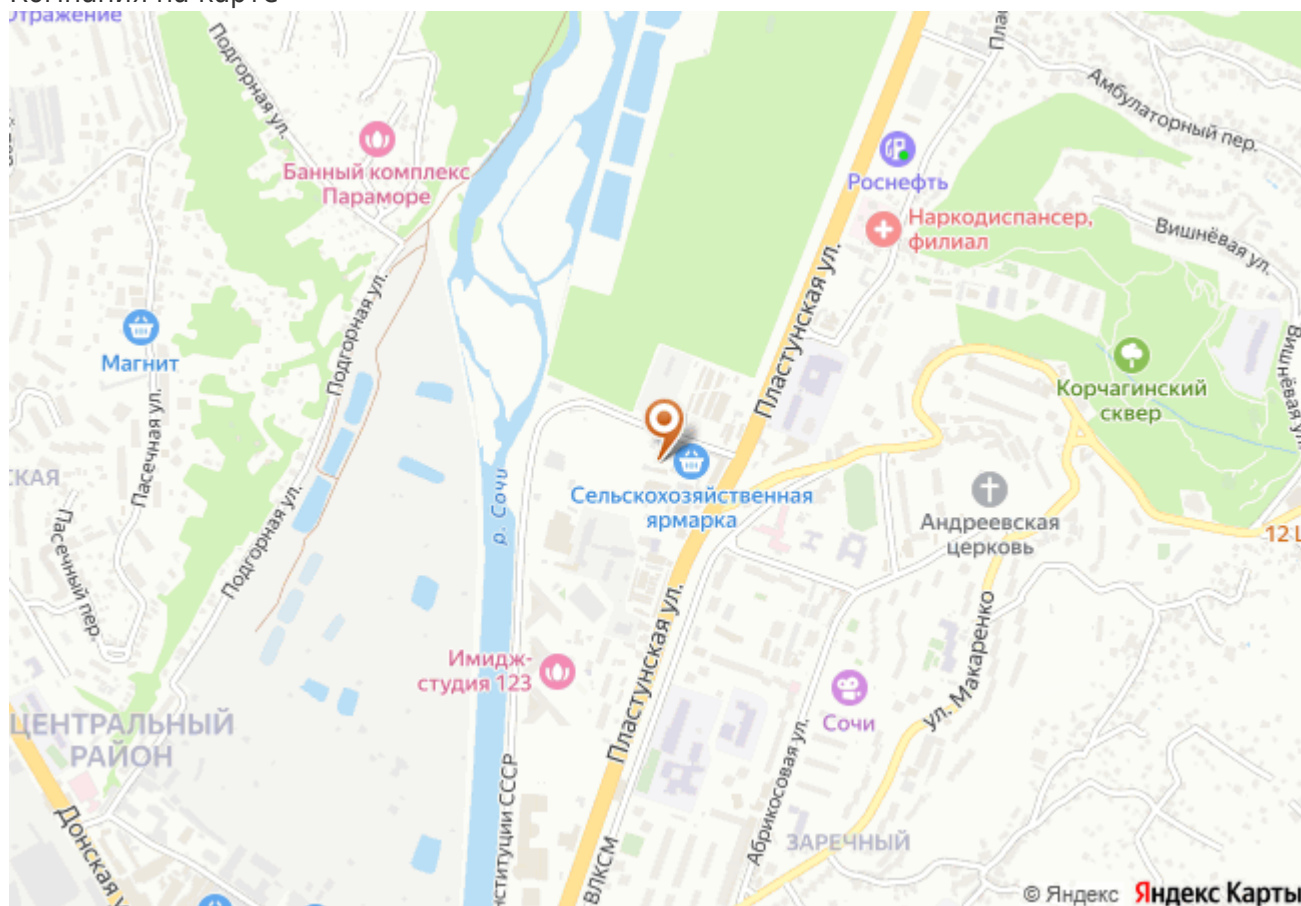 Отражение
Подгорная ул.
Банный комплекс
Параморе
Пластунская ул.
Амбулаторный пер.
Роснефть
Наркодиспансер,
филиал
Вишнёвая ул.
Магнит
Подгорная ул.
Пасечная ул.
Корчагинский
сквер
Вишнёвая ул.
Сельскохозяйственная
ярмарка
р. Сочи
Андреевская
церковь
Пасечный пер.
Подгорная ул.
Пластунская ул.
Имидж-
студия 123
ЦЕНТРАЛЬНЫЙ
РАЙОН
Сочи
ул. Макаренко
Абрикосовая ул.
ЗАРЕЧНЫЙ
Донская
ВЛКСМ
© Яндекс Яндекс Карты